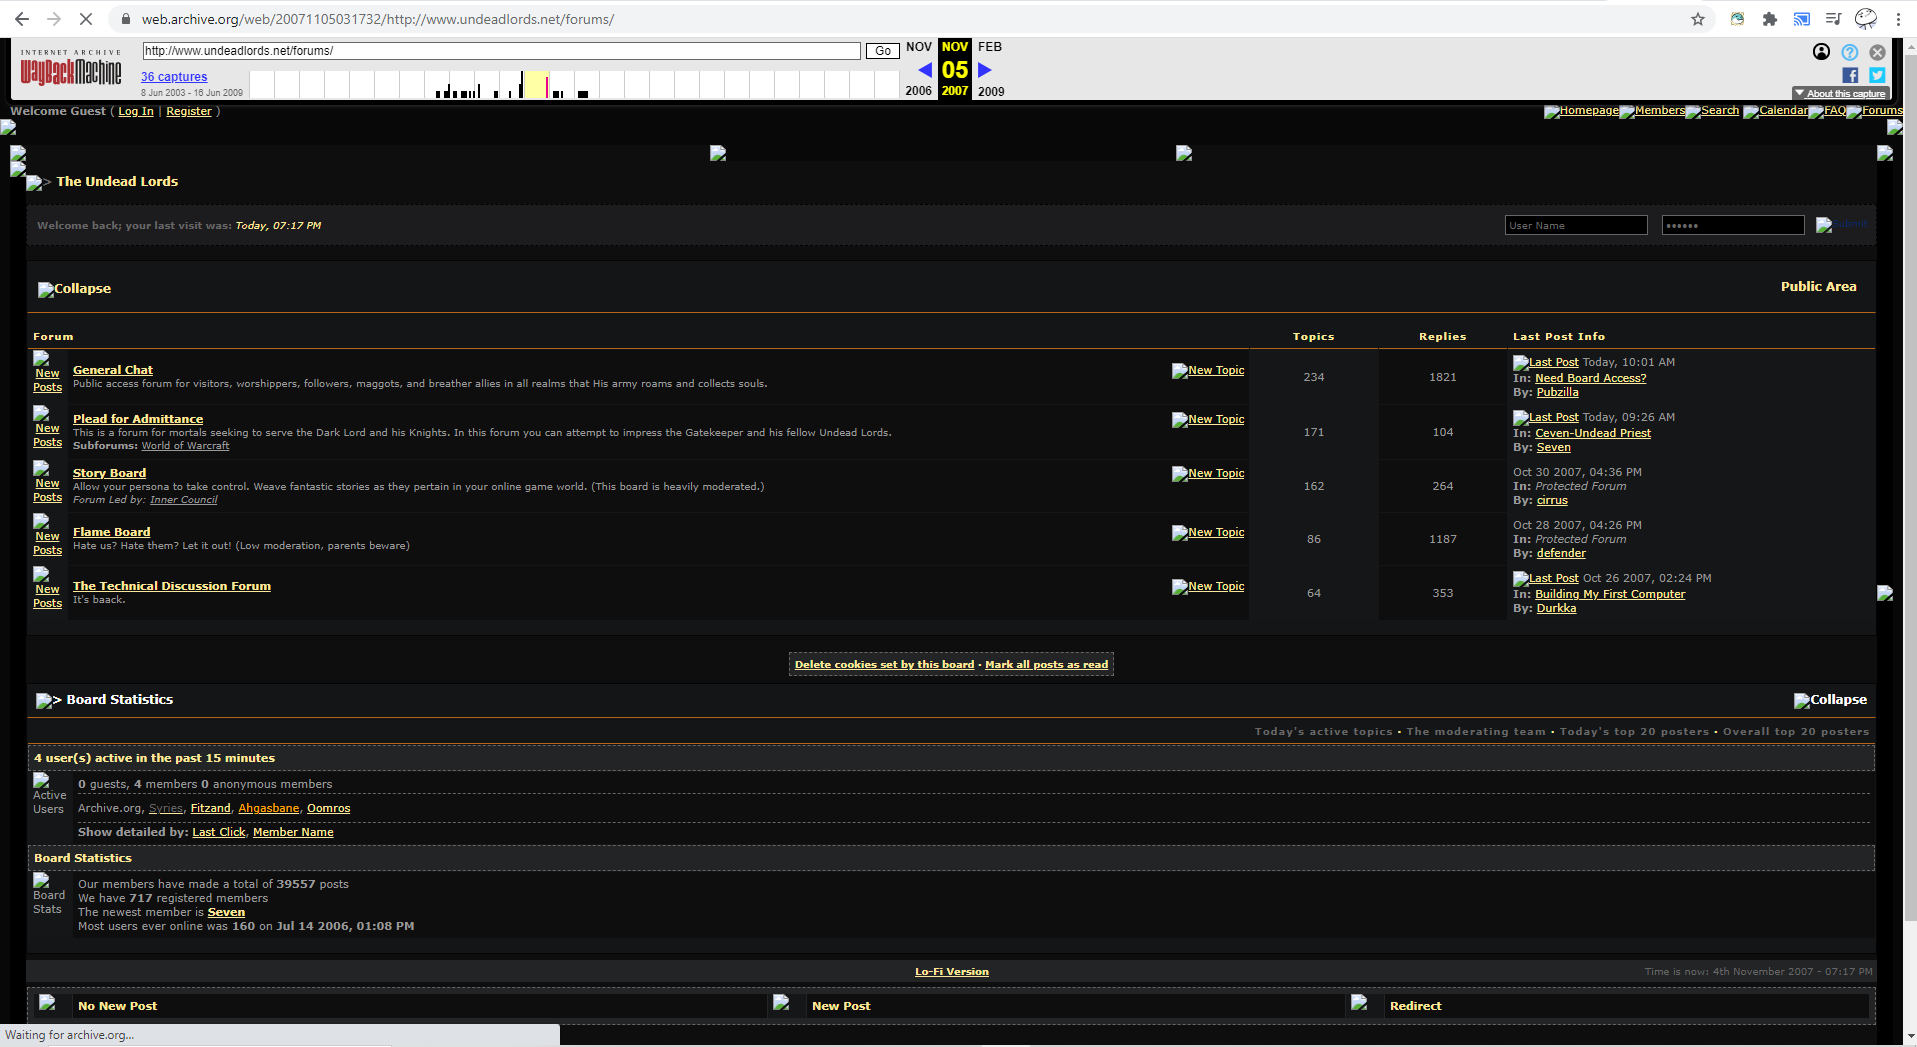 web.archive.org/web/20071105031732/http://www.undeadlords.net/forums/
INTERNET ARCHIVE
WayBackMachine
http://www.undeadlords.net/forums/
Go
36 captures
8 Jun 2003 - 16 Jun 2009
NOV NOV FEB
05
2006 2007 2009
About this capture
Welcome Guest ( Log In | Register )
Homepage Members Search Calendar FAQ Forums
> The Undead Lords
Welcome back; your last visit was: Today, 07:17 PM
User Name
Collapse
Public Area
Forum Topics Replies Last Post Info
New Posts
General Chat
Public access forum for visitors, worshippers, followers, maggots, and breather allies in all realms that His army roams and collects souls.
New Topic
234 1821
Last Post Today, 10:01 AM
In: Need Board Access?
By: Pubzilla
New Posts
Plead for Admittance
This is a forum for mortals seeking to serve the Dark Lord and his Knights. In this forum you can attempt to impress the Gatekeeper and his fellow Undead Lords.
Subforums: World of Warcraft
New Topic
171 104
Last Post Today, 09:26 AM
In: Ceven-Undead Priest
By: Seven
New Posts
Story Board
Allow your persona to take control. Weave fantastic stories as they pertain in your online game world. (This board is heavily moderated.)
Forum Led by: Inner Council
New Topic
162 264
Oct 30 2007, 04:36 PM
In: Protected Forum
By: cirrus
New Posts
Flame Board
Hate us? Hate them? Let it out! (Low moderation, parents beware)
New Topic
86 1187
Oct 28 2007, 04:26 PM
In: Protected Forum
By: defender
New Posts
The Technical Discussion Forum
It's baack.
New Topic
64 353
Last Post Oct 26 2007, 02:24 PM
In: Building My First Computer
By: Durkka
Delete cookies set by this board · Mark all posts as read
> Board Statistics
Collapse
Today's active topics · The moderating team · Today's top 20 posters · Overall top 20 posters
4 user(s) active in the past 15 minutes
Active Users
0 guests, 4 members 0 anonymous members
Archive.org, Syries, Fitzand, Ahgasbane, Oomros
Show detailed by: Last Click, Member Name
Board Statistics
Board Stats
Our members have made a total of 39557 posts
We have 717 registered members
The newest member is Seven
Most users ever online was 160 on Jul 14 2006, 01:08 PM
Lo-Fi Version
Time is now: 4th November 2007 - 07:17 PM
No New Post
New Post
Redirect
Waiting for archive.org...